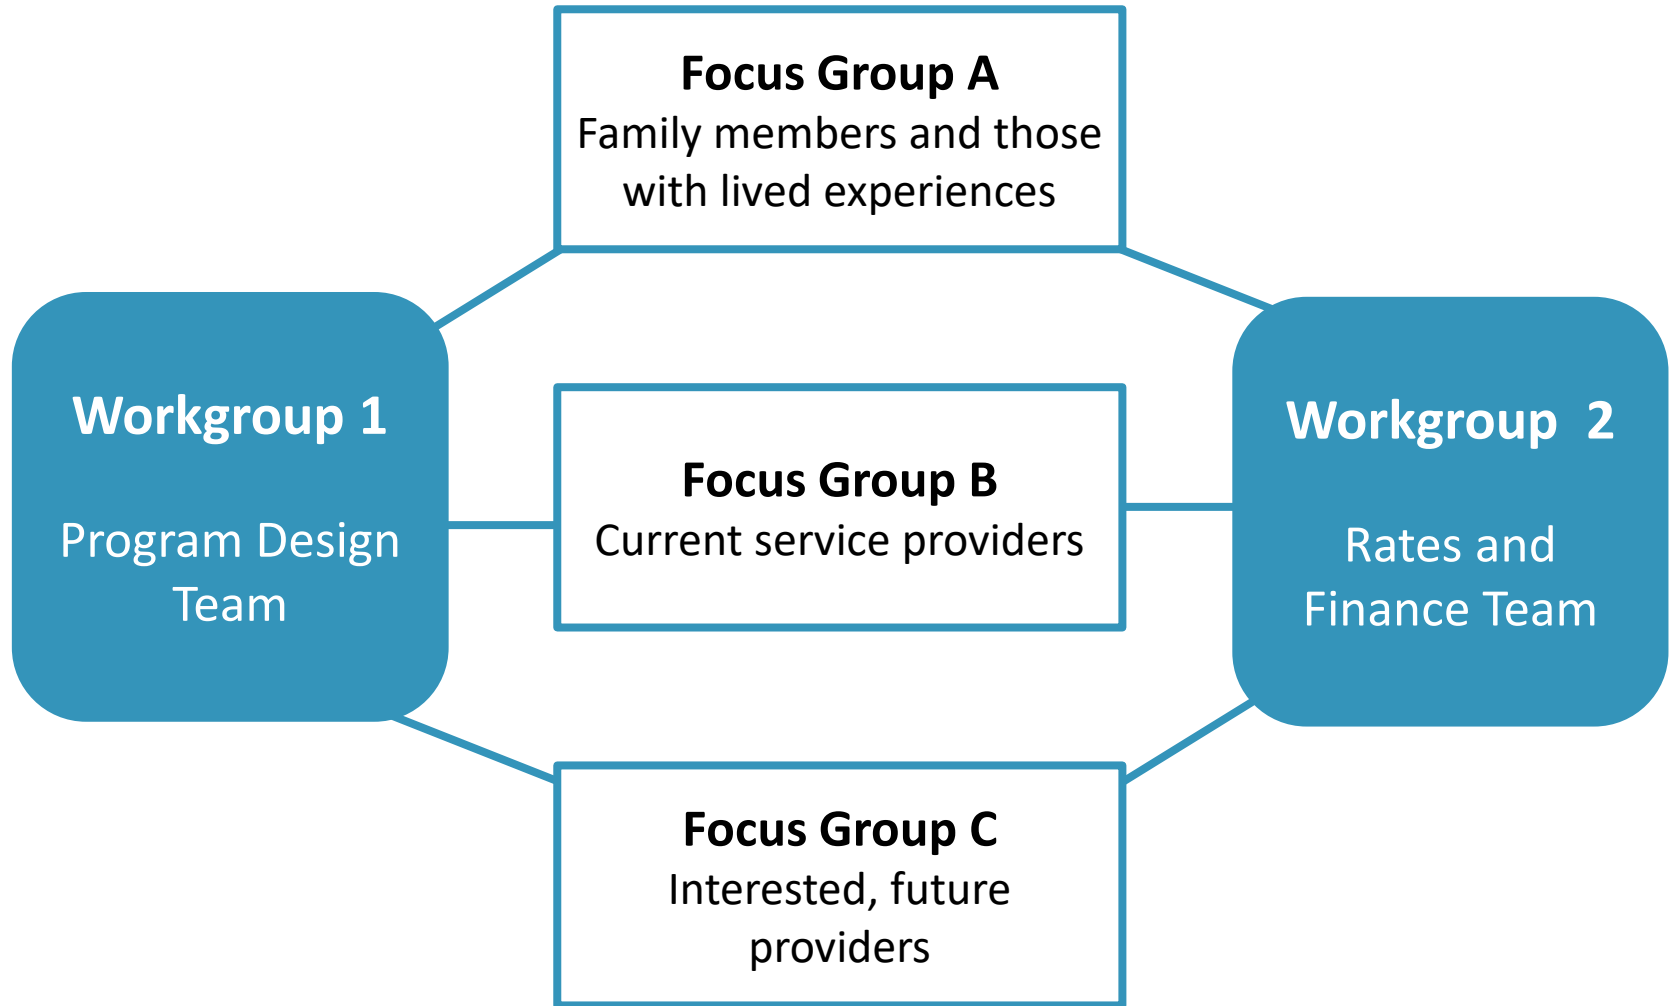 Focus Group A
Family members and those
with lived experiences
Workgroup 1
Program Design
Team
Focus Group B
Current service providers
Workgroup  2
Rates and
Finance Team
Focus Group C
Interested, future
providers